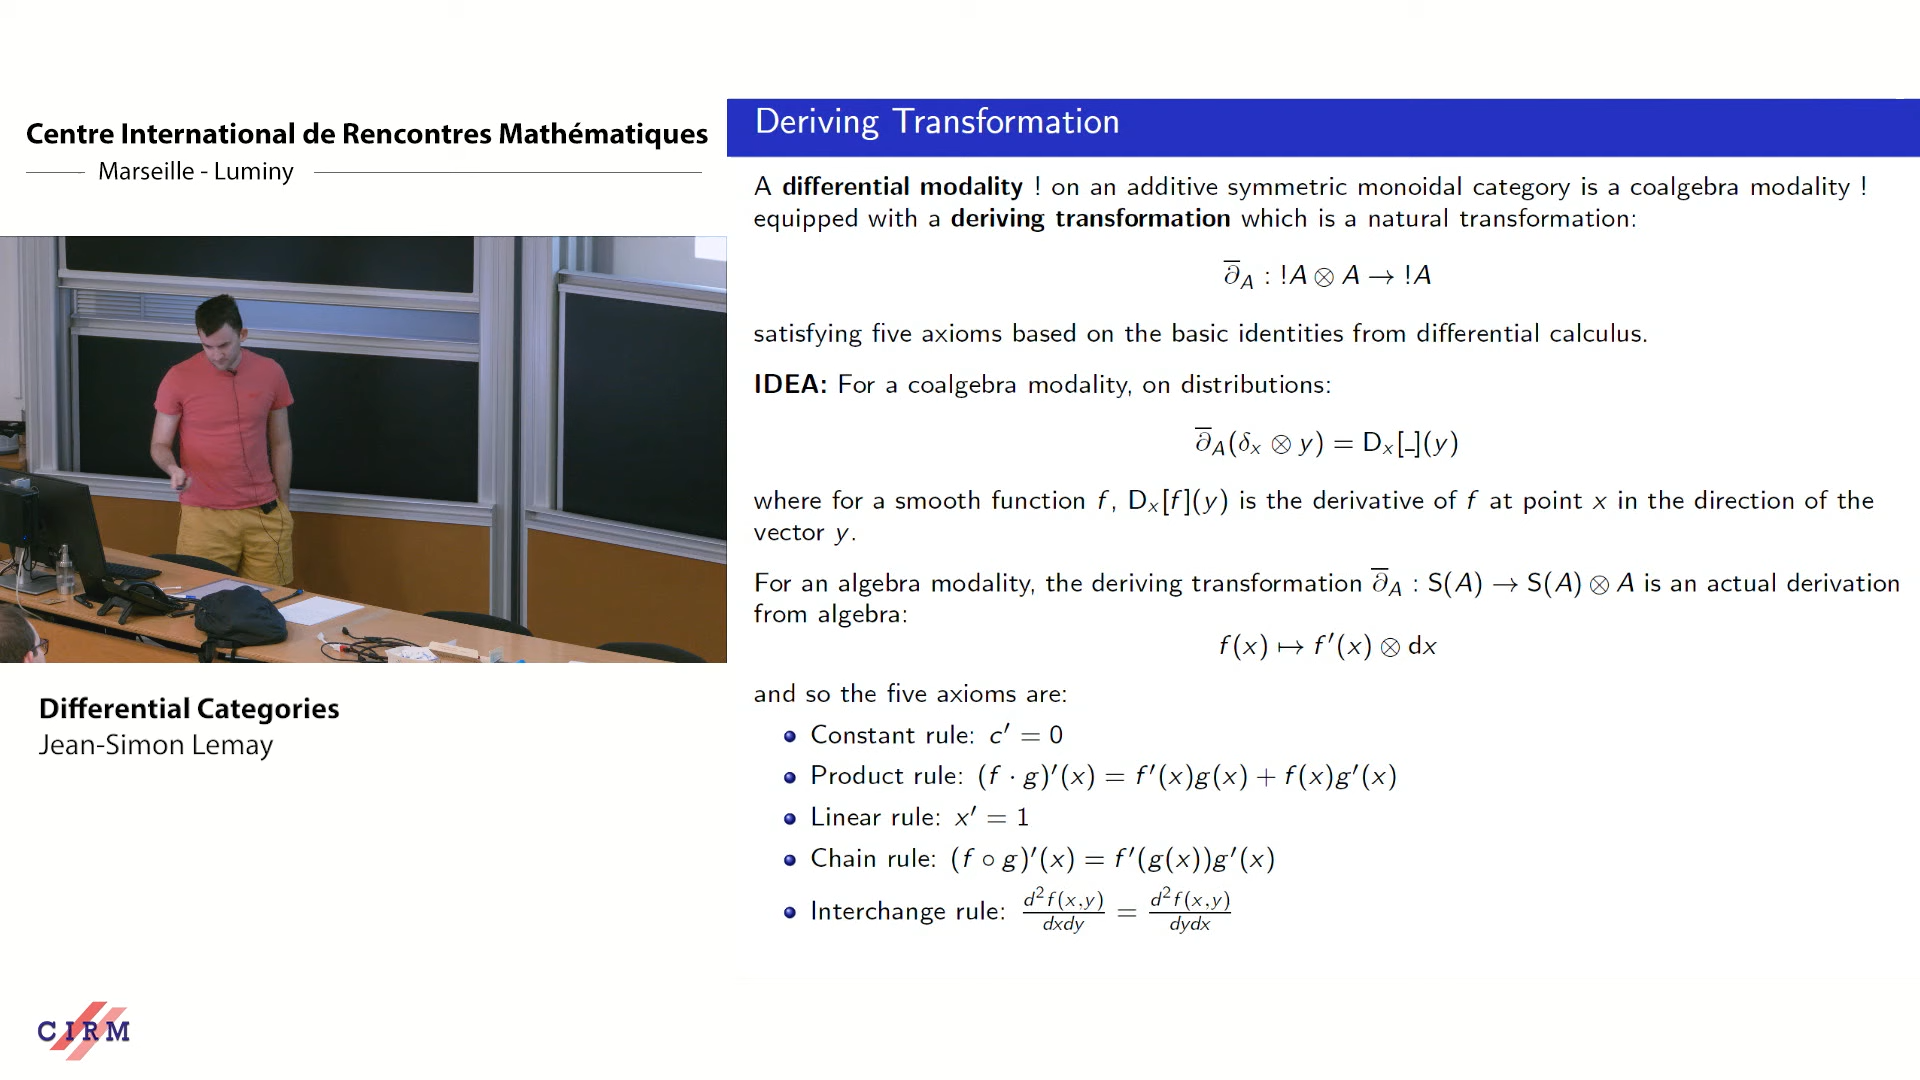 Centre International de Rencontres Mathématiques
Marseille - Luminy
Deriving Transformation
A differential modality ! on an additive symmetric monoidal category is a coalgebra modality !
equipped with a deriving transformation which is a natural transformation:
∂̅_A : !A ⊗ A → !A
satisfying five axioms based on the basic identities from differential calculus.
IDEA: For a coalgebra modality, on distributions:
∂̅_A(δ_x ⊗ y) = D_x[_](y)
where for a smooth function f, D_x[f](y) is the derivative of f at point x in the direction of the
vector y.
For an algebra modality, the deriving transformation ∂̅_A : S(A) → S(A) ⊗ A is an actual derivation
from algebra:
f(x) ↦ f′(x) ⊗ dx
and so the five axioms are:
• Constant rule: c′ = 0
• Product rule: (f · g)′(x) = f′(x)g(x) + f(x)g′(x)
• Linear rule: x′ = 1
• Chain rule: (f ∘ g)′(x) = f′(g(x))g′(x)
• Interchange rule: d²f(x,y)/dxdy = d²f(x,y)/dydx
Differential Categories
Jean-Simon Lemay
CIRM